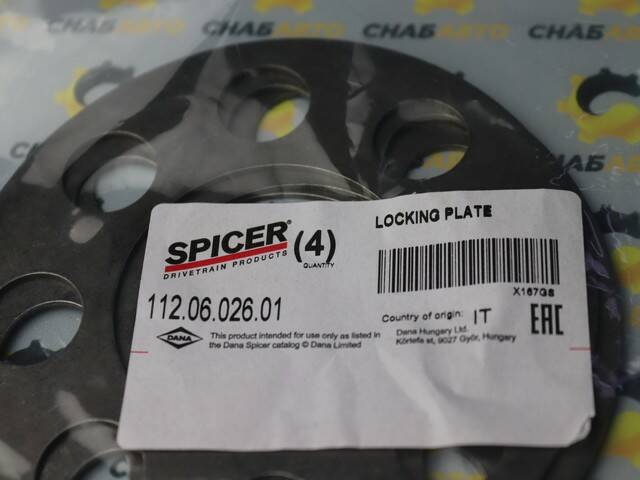 СНАБАВТО
СНАБАВТО
СНАБАВТО
SPICER®
DRIVETRAIN PRODUCTS
(4)
QUANTITY
LOCKING PLATE
X167GS
112.06.026.01
Country of origin: IT
EAC
DANA
This product intended for use only as listed in
the Dana Spicer catalog © Dana Limited
Dana Hungary Ltd.
Körtefa st, 9027 Győr, Hungary